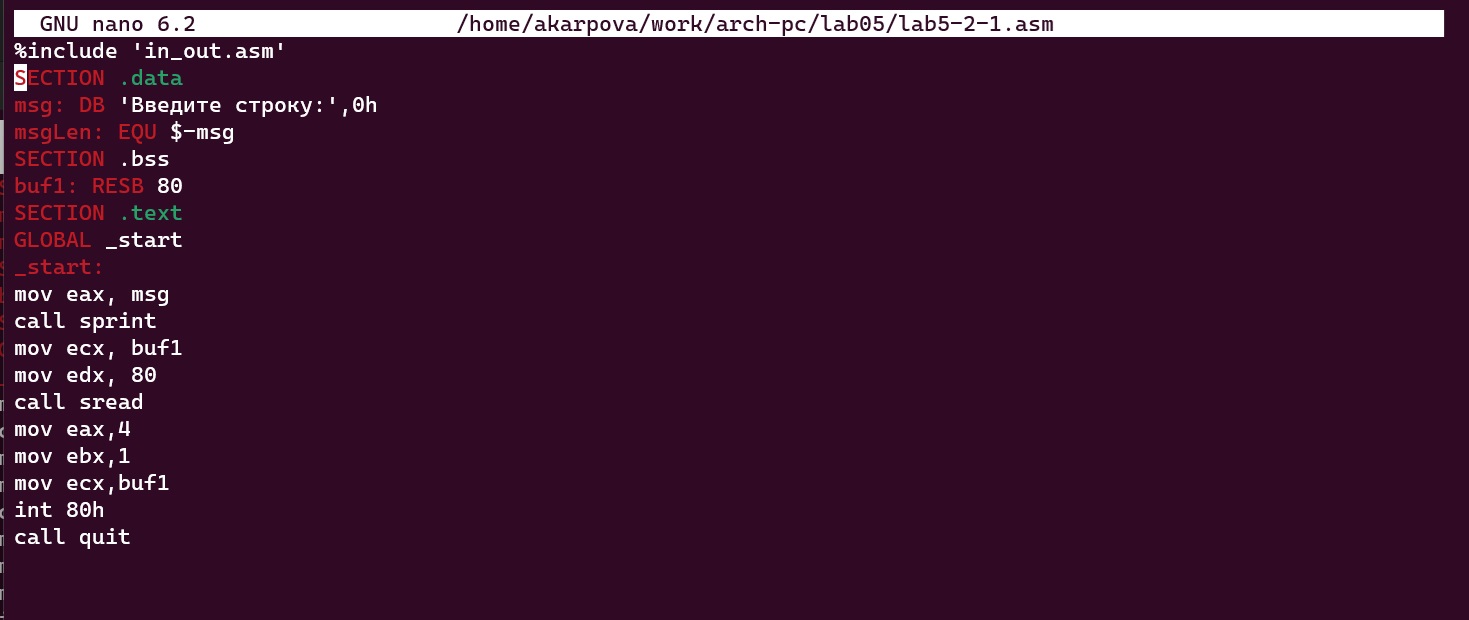 GNU nano 6.2 /home/akarpova/work/arch-pc/lab05/lab5-2-1.asm
%include 'in_out.asm'
SECTION .data
msg: DB 'Введите строку:',0h
msgLen: EQU $-msg
SECTION .bss
buf1: RESB 80
SECTION .text
GLOBAL _start
_start:
mov eax, msg
call sprint
mov ecx, buf1
mov edx, 80
call sread
mov eax,4
mov ebx,1
mov ecx,buf1
int 80h
call quit